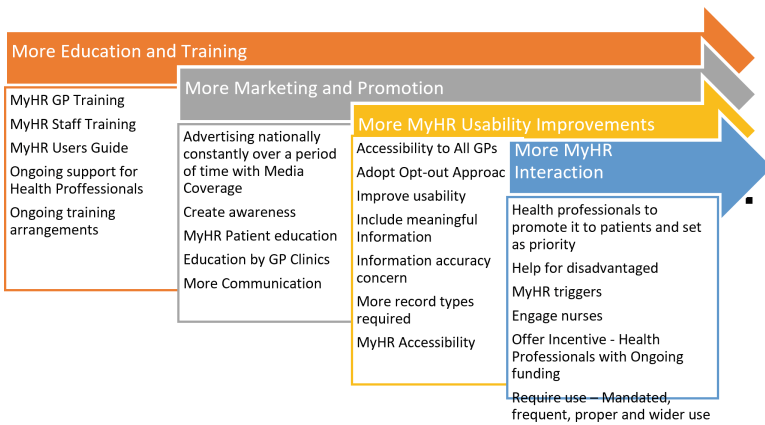 More Education and Training
MyHR GP Training
MyHR Staff Training
MyHR Users Guide
Ongoing support for
Health Proffessionals
Ongoing training
arrangements
More Marketing and Promotion
Advertising nationally
constantly over a period
of time with Media
Coverage
Create awareness
MyHR Patient education
Education by GP Clinics
More Communication
More MyHR Usability Improvements
Accessibility to All GPs
Adopt Opt-out Approac
Improve usability
Include meaningful
Information
Information accuracy
concern
More record types
required
MyHR Accessibility
More MyHR
Interaction
Health professionals to
promote it to patients and set
as priority
Help for disadvantaged
MyHR triggers
Engage nurses
Offer Incentive - Health
Professionals with Ongoing
funding
Require use – Mandated,
frequent, proper and wider use